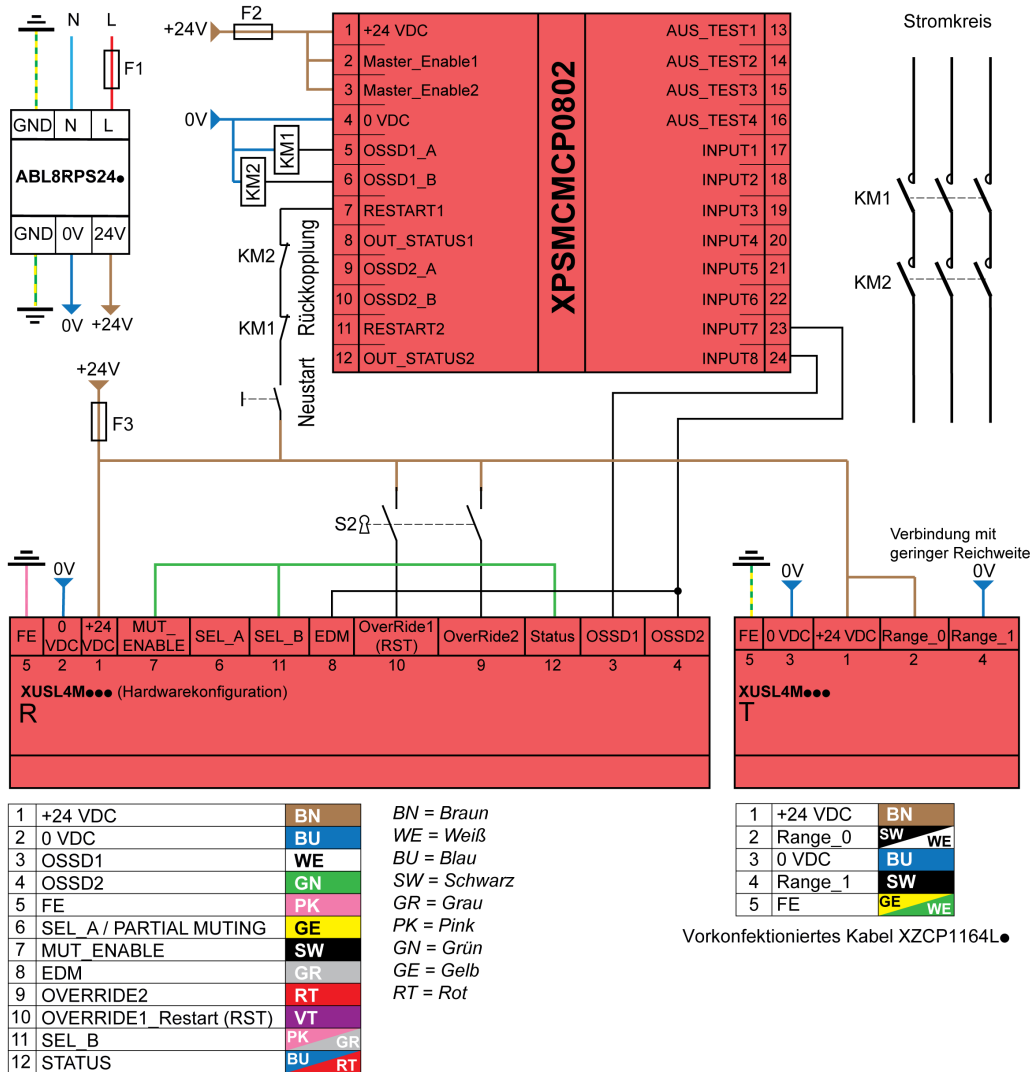 N L
F1
GND N L
ABL8RPS24●
GND 0V 24V
0V +24V
+24V F2
0V
KM1
KM2
KM2
KM1
Rückkopplung
Neustart
1 +24 VDC
2 Master_Enable1
3 Master_Enable2
4 0 VDC
5 OSSD1_A
6 OSSD1_B
7 RESTART1
8 OUT_STATUS1
9 OSSD2_A
10 OSSD2_B
11 RESTART2
12 OUT_STATUS2
XPSMCMCP0802
AUS_TEST1 13
AUS_TEST2 14
AUS_TEST3 15
AUS_TEST4 16
INPUT1 17
INPUT2 18
INPUT3 19
INPUT4 20
INPUT5 21
INPUT6 22
INPUT7 23
INPUT8 24
Stromkreis
KM1
KM2
+24V
F3
S2
0V
FE 0 VDC +24 VDC MUT_ENABLE SEL_A SEL_B EDM OverRide1 (RST) OverRide2 Status OSSD1 OSSD2
5 2 1 7 6 11 8 10 9 12 3 4
XUSL4M●●● (Hardwarekonfiguration)
R
Verbindung mit
geringer Reichweite
0V 0V
FE 0 VDC +24 VDC Range_0 Range_1
5 3 1 2 4
XUSL4M●●●
T
1 +24 VDC BN
2 0 VDC BU
3 OSSD1 WE
4 OSSD2 GN
5 FE PK
6 SEL_A / PARTIAL MUTING GE
7 MUT_ENABLE SW
8 EDM GR
9 OVERRIDE2 RT
10 OVERRIDE1_Restart (RST) VT
11 SEL_B PK GR
12 STATUS BU RT
BN = Braun
WE = Weiß
BU = Blau
SW = Schwarz
GR = Grau
PK = Pink
GN = Grün
GE = Gelb
RT = Rot
1 +24 VDC BN
2 Range_0 SW WE
3 0 VDC BU
4 Range_1 SW
5 FE GE WE
Vorkonfektioniertes Kabel XZCP1164L●